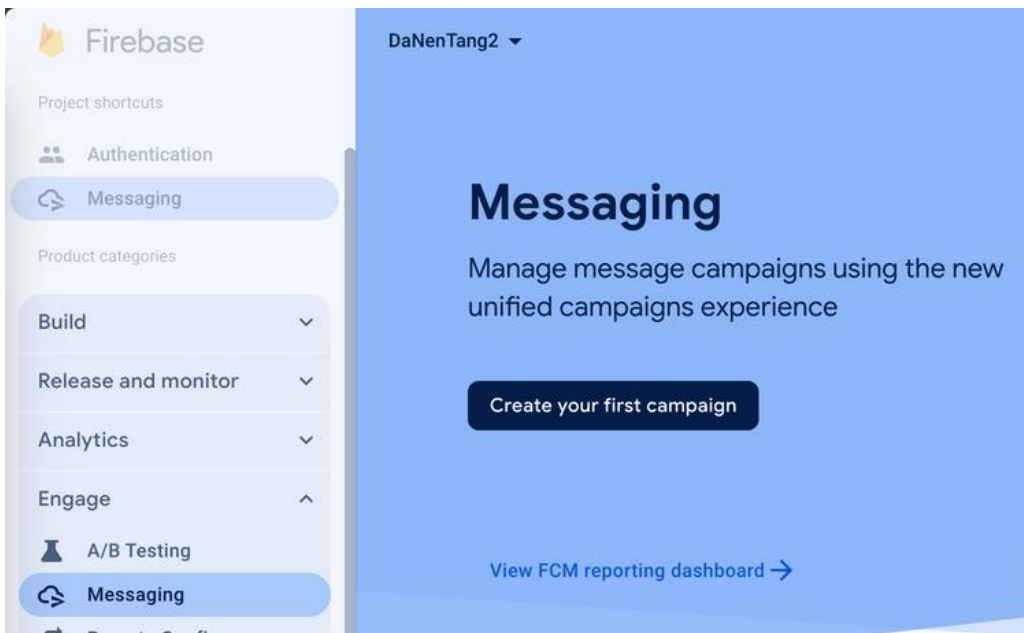 Firebase
Project shortcuts
Authentication
Messaging
Product categories
Build
Release and monitor
Analytics
Engage
A/B Testing
Messaging
DaNenTang2
Messaging
Manage message campaigns using the new
unified campaigns experience
Create your first campaign
View FCM reporting dashboard